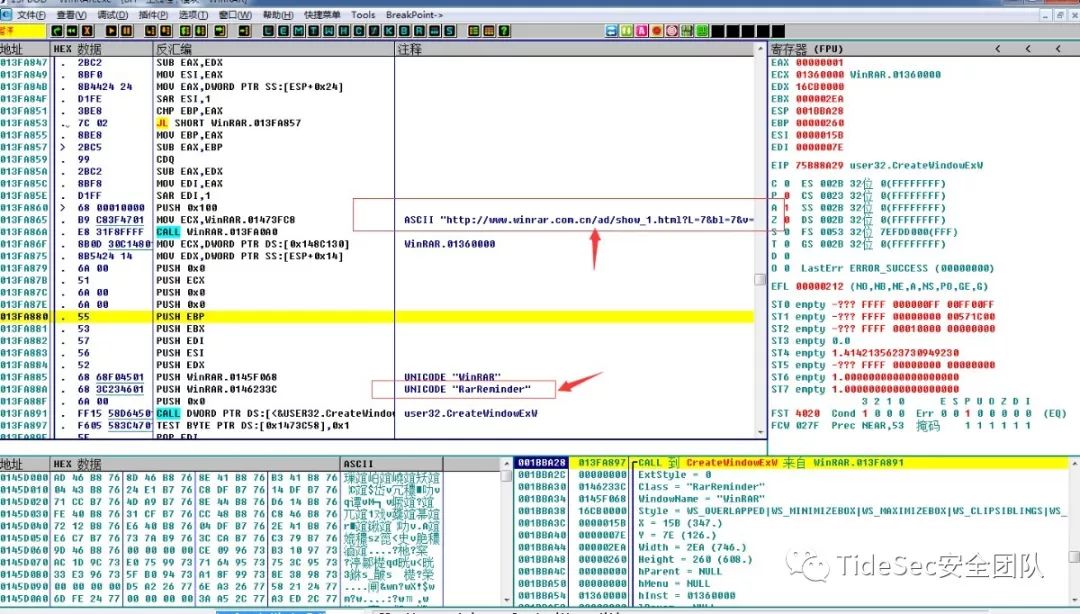 文件(F) 查看(V) 调试(D) 插件(P) 选项(T) 窗口(W) 帮助(H) 快捷菜单 Tools BreakPoint->
地址 HEX 数据 反汇编 注释
013FA847 . 2BC2 SUB EAX,EDX
013FA849 . 8BF0 MOV ESI,EAX
013FA84B . 8B4424 24 MOV EAX,DWORD PTR SS:[ESP+0x24]
013FA84F . D1FE SAR ESI,1
013FA851 . 3BE8 CMP EBP,EAX
013FA853 .. 7C 02 JL SHORT WinRAR.013FA857
013FA855 . 8BE8 MOV EBP,EAX
013FA857 > 2BC5 SUB EAX,EBP
013FA859 . 99 CDQ
013FA85A . 2BC2 SUB EAX,EDX
013FA85C . 8BF8 MOV EDI,EAX
013FA85E . D1FF SAR EDI,1
013FA860 > 68 00010000 PUSH 0x100
013FA865 . B9 C83F4701 MOV ECX,WinRAR.01473FC8 ASCII "http://www.winrar.com.cn/ad/show_1.html?L=7&bl=7&v=
013FA86A . E8 31F8FFFF CALL WinRAR.013FA0A0
013FA86F . 8B0D 30C14801 MOV ECX,DWORD PTR DS:[0x148C130] WinRAR.01360000
013FA875 . 8B5424 14 MOV EDX,DWORD PTR SS:[ESP+0x14]
013FA879 . 6A 00 PUSH 0x0
013FA87B . 51 PUSH ECX
013FA87C . 6A 00 PUSH 0x0
013FA87E . 6A 00 PUSH 0x0
013FA880 . 55 PUSH EBP
013FA881 . 53 PUSH EBX
013FA882 . 57 PUSH EDI
013FA883 . 56 PUSH ESI
013FA884 . 52 PUSH EDX
013FA885 . 68 68F04501 PUSH WinRAR.0145F068 UNICODE "WinRAR"
013FA88A . 68 3C234601 PUSH WinRAR.0146233C UNICODE "RarReminder"
013FA88F . 6A 00 PUSH 0x0
013FA891 . FF15 58D64501 CALL DWORD PTR DS:[<&USER32.CreateWindow user32.CreateWindowExW
013FA897 . F605 583C4701 TEST BYTE PTR DS:[0x1473C58],0x1
5F POP EDI
寄存器 (FPU) < < <
EAX 00000001
ECX 01360000 WinRAR.01360000
EDX 16CB0000
EBX 000002EA
ESP 001BBA28
EBP 00000260
ESI 0000015B
EDI 0000007E
EIP 75B88A29 user32.CreateWindowExW
C 0 ES 002B 32位 0(FFFFFFFF)
P 0 CS 0023 32位 0(FFFFFFFF)
A 1 SS 002B 32位 0(FFFFFFFF)
Z 0 DS 002B 32位 0(FFFFFFFF)
S 0 FS 0053 32位 7EFDD000(FFF)
T 0 GS 002B 32位 0(FFFFFFFF)
D 0
O 0 LastErr ERROR_SUCCESS (00000000)
EFL 00000212 (NO,NB,NE,A,NS,PO,GE,G)
ST0 empty -??? FFFF 000000FF 00FF00FF
ST1 empty -??? FFFF 00000000 00571C00
ST2 empty -??? FFFF 00010000 00000000
ST3 empty 0.0
ST4 empty 1.4142135623730949230
ST5 empty -??? FFFF 00000000 00000000
ST6 empty 1.0000000000000000000
ST7 empty 1.0000000000000000000
3 2 1 0 E S P U O Z D I
FST 4020 Cond 1 0 0 0 Err 0 0 1 0 0 0 0 0 (EQ)
FCW 027F Prec NEAR,53 掩码 1 1 1 1 1 1
地址 HEX 数据 ASCII
0145D000 AD 46 B8 76 8D 46 B8 76 8E 41 B8 76 B3 41 B8 76
0145D010 04 43 B8 76 24 E1 B7 76 C8 DF B7 76 14 DF B7 76
0145D020 71 CC B7 76 4D A9 B7 76 8E 44 B8 76 D6 14 B8 76
0145D030 FE 40 B8 76 31 CF B7 76 CC 48 B8 76 C8 46 B8 76
0145D040 72 12 B8 76 E6 40 B8 76 04 DF B7 76 2E 41 B8 76
0145D050 E6 C7 B7 76 73 7A B9 76 3C CA B7 76 C3 79 B7 76
0145D060 9D 46 B8 76 00 00 00 00 CE 09 96 73 B3 10 97 73
0145D070 AC 1D 9C 73 E0 75 99 73 71 64 95 73 75 3C 95 73
0145D080 33 E9 96 73 5F B0 94 73 A1 8F 99 73 8E 38 98 73
0145D090 00 00 00 00 D5 A2 26 77 6E A3 26 77 58 21 24 77
0145D0A0 6D FE 24 77 00 00 00 00 3A A5 2C 77 A3 ED 2C 77
001BBA28 013FA897 CALL 到 CreateWindowExW 来自 WinRAR.013FA891
001BBA2C 00000000 ExtStyle = 0
001BBA30 0146233C Class = "RarReminder"
001BBA34 0145F068 WindowName = "WinRAR"
001BBA38 16CB0000 Style = WS_OVERLAPPED|WS_MINIMIZEBOX|WS_MAXIMIZEBOX|WS_CLIPSIBLINGS|WS_
001BBA3C 0000015B X = 15B (347.)
001BBA40 0000007E Y = 7E (126.)
001BBA44 000002EA Width = 2EA (746.)
001BBA48 00000260 Height = 260 (608.)
001BBA4C 00000000 hParent = NULL
001BBA50 00000000 hMenu = NULL
001BBA54 01360000 hInst = 01360000
TideSec安全团队